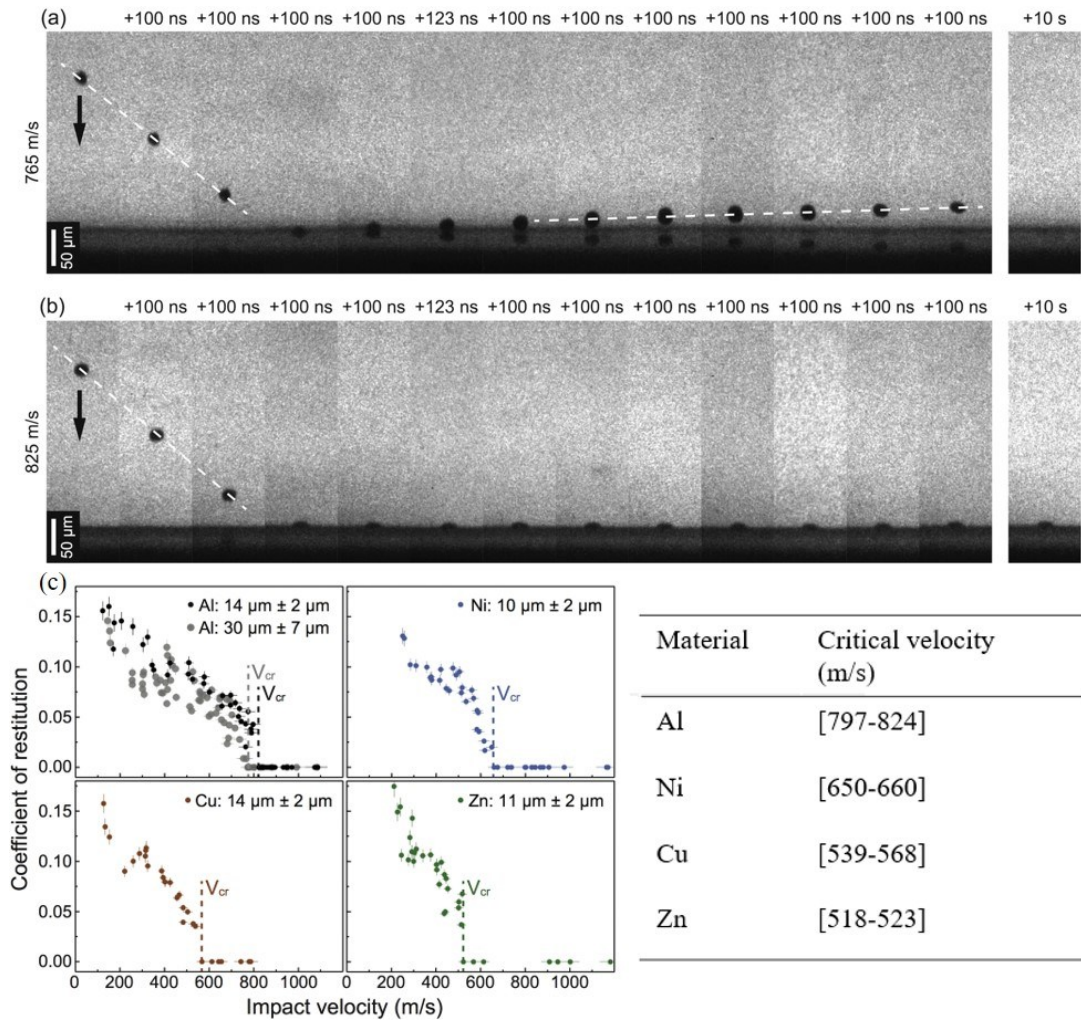 (a) +100 ns +100 ns +100 ns +100 ns +123 ns +100 ns +100 ns +100 ns +100 ns +100 ns +100 ns +100 ns +10 s
765 m/s
50 µm
(b) +100 ns +100 ns +100 ns +100 ns +123 ns +100 ns +100 ns +100 ns +100 ns +100 ns +100 ns +100 ns +10 s
825 m/s
50 µm
(c)
Coefficient of restitution
0.15
0.10
0.05
0.00
Al: 14 µm ± 2 µm
Al: 30 µm ± 7 µm
Vcr
Vcr
Ni: 10 µm ± 2 µm
Vcr
0.15
0.10
0.05
0.00
Cu: 14 µm ± 2 µm
Vcr
Zn: 11 µm ± 2 µm
Vcr
0 200 400 600 800 1000 0 200 400 600 800 1000
Impact velocity (m/s)
Material Critical velocity
(m/s)
Al [797-824]
Ni [650-660]
Cu [539-568]
Zn [518-523]